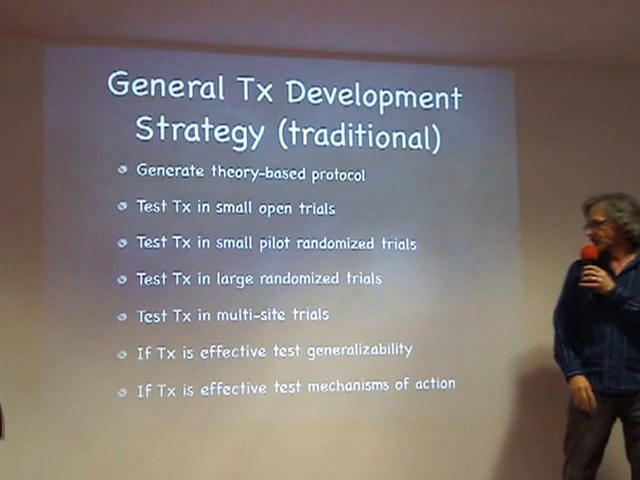 General Tx Development
Strategy (traditional)
Generate theory-based protocol
Test Tx in small open trials
Test Tx in small pilot randomized trials
Test Tx in large randomized trials
Test Tx in multi-site trials
If Tx is effective test generalizability
If Tx is effective test mechanisms of action